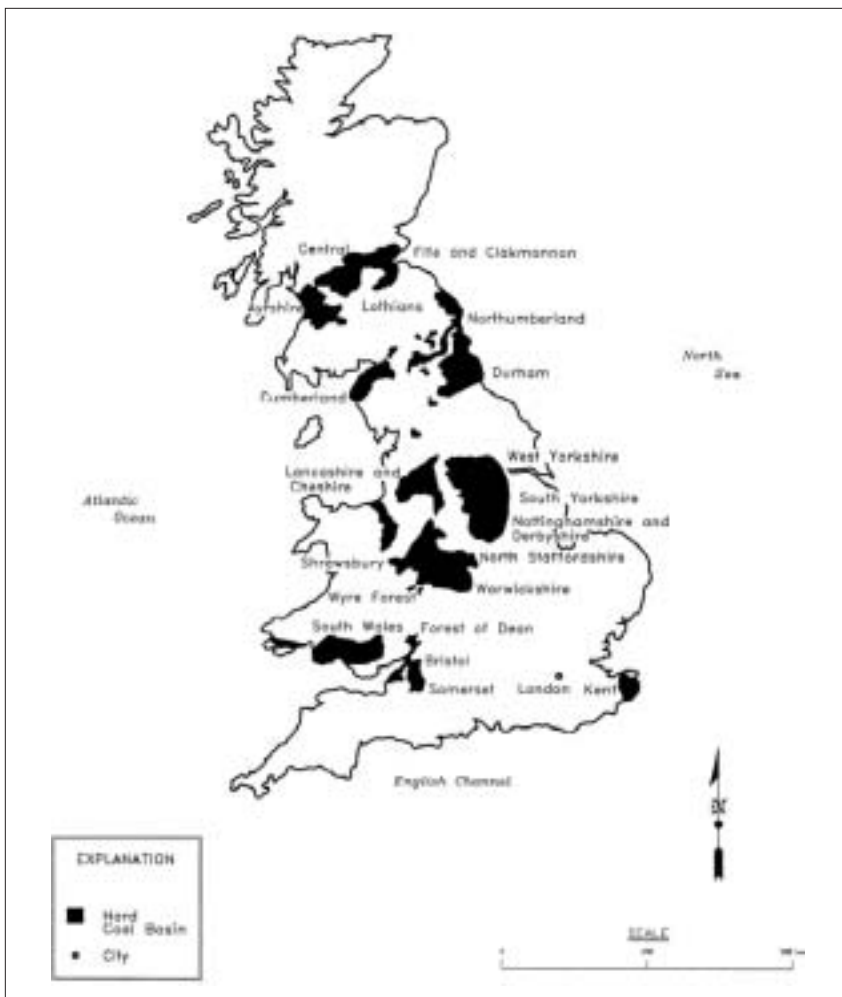 Central
Fife and Clakmannan
Lothians
Northumberland
North
Sea
Durham
Cumberland
West Yorkshire
Lancashire and
Cheshire
South Yorkshire
Atlantic
Ocean
Nottinghamshire and
Derbyshire
Shrewsbury
North Staffordshire
Warwickshire
Wyre Forest
South Wales
Forest of Dean
Bristol
Somerset
London
Kent
English Channel
EXPLANATION
Coal Basin
City
SCALE